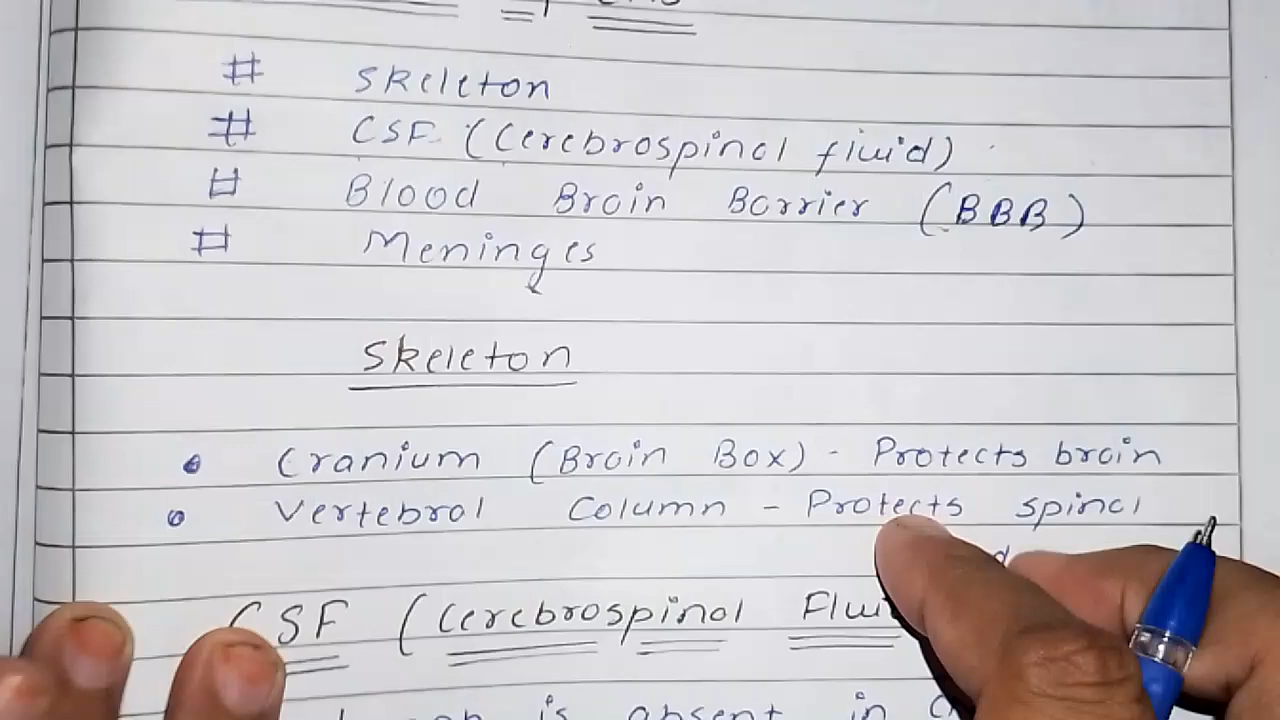 # Skeleton
# CSF (Cerebrospinal fluid)
# Blood Brain Barrier (BBB)
# Meninges
Skeleton
• Cranium (Brain Box) - Protects brain
• Vertebral Column - Protects spinal
CSF (Cerebrospinal Fluid
is absent in